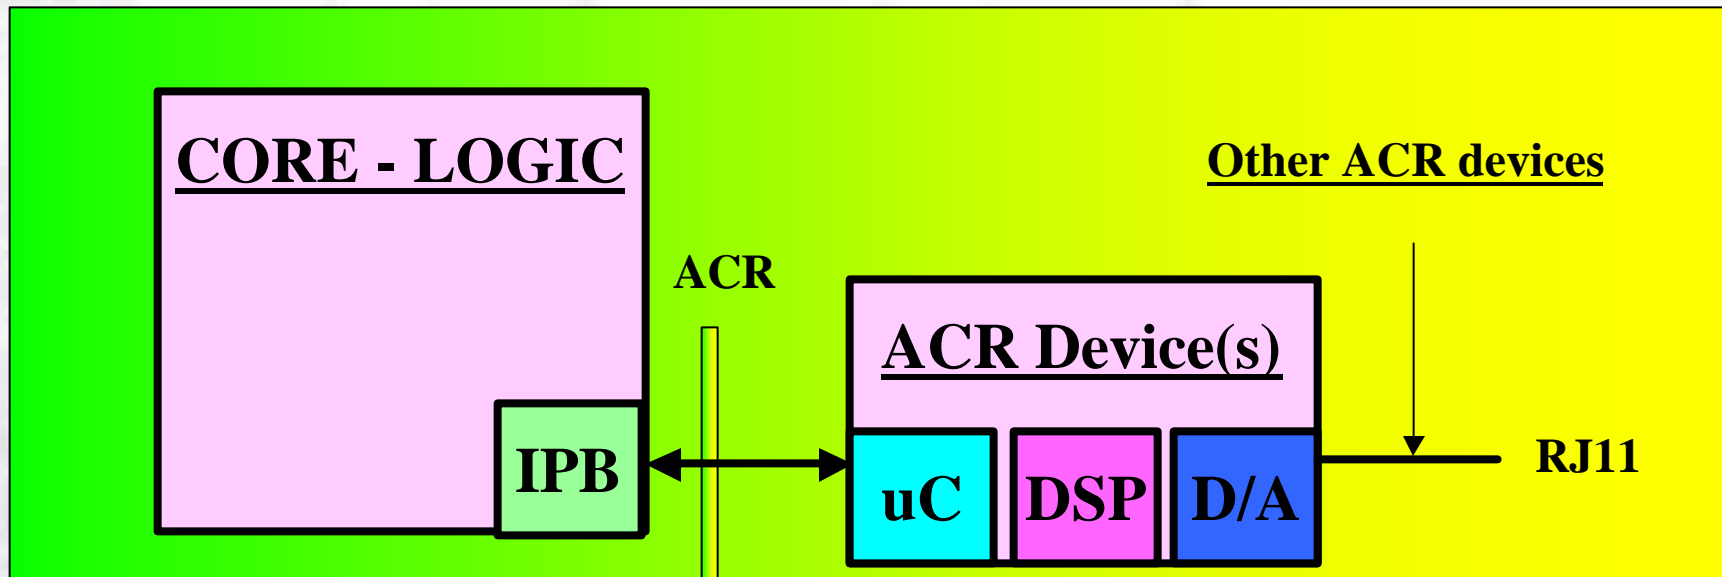 CORE - LOGIC
Other ACR devices
ACR
ACR Device(s)
IPB
uC
DSP
D/A
RJ11